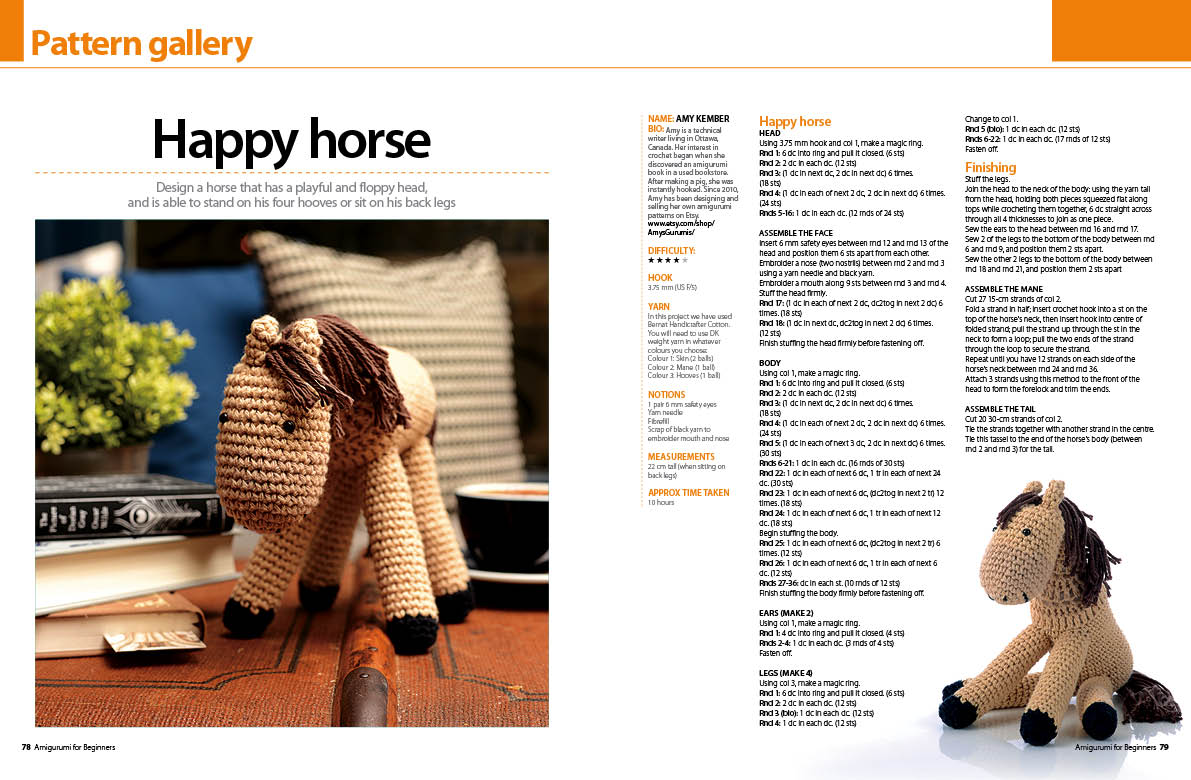 Pattern gallery
Happy horse
Design a horse that has a playful and floppy head,
and is able to stand on his four hooves or sit on his back legs
78 Amigurumi for Beginners
NAME: AMY KEMBER
BIO: Amy is a technical
writer living in Ottawa,
Canada. Her interest in
crochet began when she
discovered an amigurumi
book in a used bookstore.
After making a pig, she was
instantly hooked. Since 2010,
Amy has been designing and
selling her own amigurumi
patterns on Etsy.
www.etsy.com/shop/
AmysGurumis/
DIFFICULTY:
★★★★★
HOOK
3.75 mm (US F/5)
YARN
In this project we have used
Bernat Handicrafter Cotton.
You will need to use DK
weight yarn in whatever
colours you choose:
Colour 1: Skin (2 balls)
Colour 2: Mane (1 ball)
Colour 3: Hooves (1 ball)
NOTIONS
1 pair 6 mm safety eyes
Yarn needle
Fibrefill
Scrap of black yarn to
embroider mouth and nose
MEASUREMENTS
22 cm tall (when sitting on
back legs)
APPROX TIME TAKEN
10 hours
Happy horse
HEAD
Using 3.75 mm hook and col 1, make a magic ring.
Rnd 1: 6 dc into ring and pull it closed. (6 sts)
Rnd 2: 2 dc in each dc. (12 sts)
Rnd 3: (1 dc in next dc, 2 dc in next dc) 6 times.
(18 sts)
Rnd 4: (1 dc in each of next 2 dc, 2 dc in next dc) 6 times.
(24 sts)
Rnds 5-16: 1 dc in each dc. (12 rnds of 24 sts)
ASSEMBLE THE FACE
Insert 6 mm safety eyes between rnd 12 and rnd 13 of the
head and position them 6 sts apart from each other.
Embroider a nose (two nostrils) between rnd 2 and rnd 3
using a yarn needle and black yarn.
Embroider a mouth along 9 sts between rnd 3 and rnd 4.
Stuff the head firmly.
Rnd 17: (1 dc in each of next 2 dc, dc2tog in next 2 dc) 6
times. (18 sts)
Rnd 18: (1 dc in next dc, dc2tog in next 2 dc) 6 times.
(12 sts)
Finish stuffing the head firmly before fastening off.
BODY
Using col 1, make a magic ring.
Rnd 1: 6 dc into ring and pull it closed. (6 sts)
Rnd 2: 2 dc in each dc. (12 sts)
Rnd 3: (1 dc in next dc, 2 dc in next dc) 6 times.
(18 sts)
Rnd 4: (1 dc in each of next 2 dc, 2 dc in next dc) 6 times.
(24 sts)
Rnd 5: (1 dc in each of next 3 dc, 2 dc in next dc) 6 times.
(30 sts)
Rnds 6-21: 1 dc in each dc. (16 rnds of 30 sts)
Rnd 22: 1 dc in each of next 6 dc, 1 tr in each of next 24
dc. (30 sts)
Rnd 23: 1 dc in each of next 6 dc, (dc2tog in next 2 tr) 12
times. (18 sts)
Rnd 24: 1 dc in each of next 6 dc, 1 tr in each of next 12
dc. (18 sts)
Begin stuffing the body.
Rnd 25: 1 dc in each of next 6 dc, (dc2tog in next 2 tr) 6
times. (12 sts)
Rnd 26: 1 dc in each of next 6 dc, 1 tr in each of next 6
dc. (12 sts)
Rnds 27-36: dc in each st. (10 rnds of 12 sts)
Finish stuffing the body firmly before fastening off.
EARS (MAKE 2)
Using col 1, make a magic ring.
Rnd 1: 4 dc into ring and pull it closed. (4 sts)
Rnds 2-4: 1 dc in each dc. (3 rnds of 4 sts)
Fasten off.
LEGS (MAKE 4)
Using col 3, make a magic ring.
Rnd 1: 6 dc into ring and pull it closed. (6 sts)
Rnd 2: 2 dc in each dc. (12 sts)
Rnd 3 (blo): 1 dc in each dc. (12 sts)
Rnd 4: 1 dc in each dc. (12 sts)
Change to col 1.
Rnd 5 (blo): 1 dc in each dc. (12 sts)
Rnds 6-22: 1 dc in each dc. (17 rnds of 12 sts)
Fasten off.
Finishing
Stuff the legs.
Join the head to the neck of the body: using the yarn tail
from the head, holding both pieces squeezed flat along
tops while crocheting them together, 6 dc straight across
through all 4 thicknesses to join as one piece.
Sew the ears to the head between rnd 16 and rnd 17.
Sew 2 of the legs to the bottom of the body between rnd
6 and rnd 9, and position them 2 sts apart.
Sew the other 2 legs to the bottom of the body between
rnd 18 and rnd 21, and position them 2 sts apart
ASSEMBLE THE MANE
Cut 27 15-cm strands of col 2.
Fold a strand in half; insert crochet hook into a st on the
top of the horse's neck, then insert hook into centre of
folded strand; pull the strand up through the st in the
neck to form a loop; pull the two ends of the strand
through the loop to secure the strand.
Repeat until you have 12 strands on each side of the
horse's neck between rnd 24 and rnd 36.
Attach 3 strands using this method to the front of the
head to form the forelock and trim the ends.
ASSEMBLE THE TAIL
Cut 20 30-cm strands of col 2.
Tie the strands together with another strand in the centre.
Tie this tassel to the end of the horse's body (between
rnd 2 and rnd 3) for the tail.
Amigurumi for Beginners 79